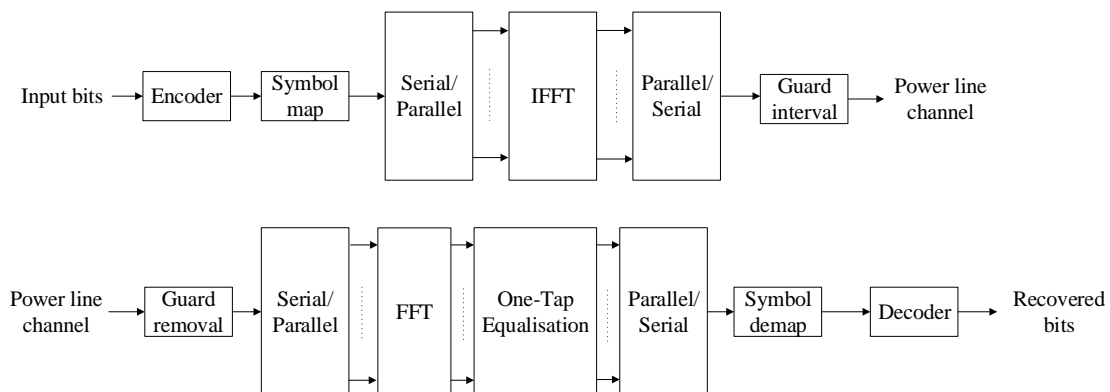 Input bits
Encoder
Symbol
map
Serial/
Parallel
IFFT
Parallel/
Serial
Guard
interval
Power line
channel
Power line
channel
Guard
removal
Serial/
Parallel
FFT
One-Tap
Equalisation
Parallel/
Serial
Symbol
demap
Decoder
Recovered
bits